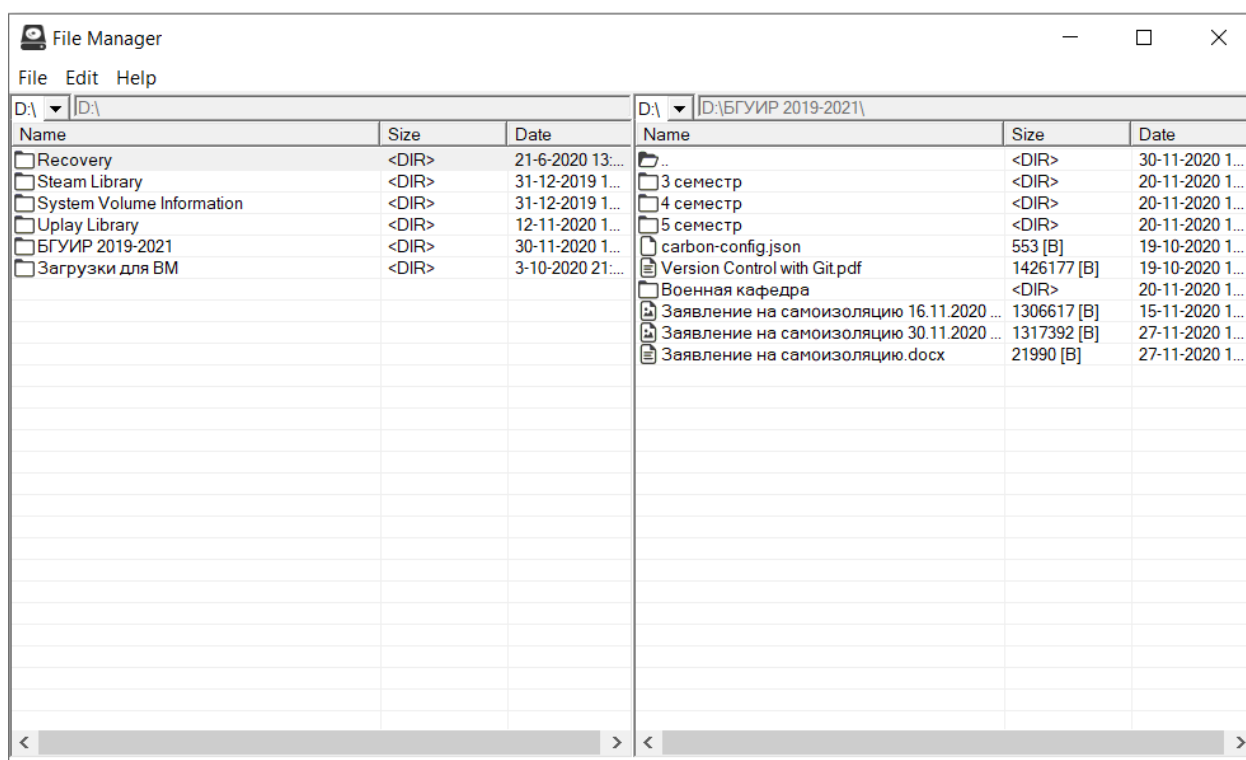 File Manager
File Edit Help
D:\ D:\
Name Size Date
Recovery <DIR> 21-6-2020 13:...
Steam Library <DIR> 31-12-2019 1...
System Volume Information <DIR> 31-12-2019 1...
Uplay Library <DIR> 12-11-2020 1...
БГУИР 2019-2021 <DIR> 30-11-2020 1...
Загрузки для ВМ <DIR> 3-10-2020 21:...
D:\ D:\БГУИР 2019-2021\
Name Size Date
.. <DIR> 30-11-2020 1...
3 семестр <DIR> 20-11-2020 1...
4 семестр <DIR> 20-11-2020 1...
5 семестр <DIR> 20-11-2020 1...
carbon-config.json 553 [B] 19-10-2020 1...
Version Control with Git.pdf 1426177 [B] 19-10-2020 1...
Военная кафедра <DIR> 20-11-2020 1...
Заявление на самоизоляцию 16.11.2020 ... 1306617 [B] 15-11-2020 1...
Заявление на самоизоляцию 30.11.2020 ... 1317392 [B] 27-11-2020 1...
Заявление на самоизоляцию.docx 21990 [B] 27-11-2020 1...